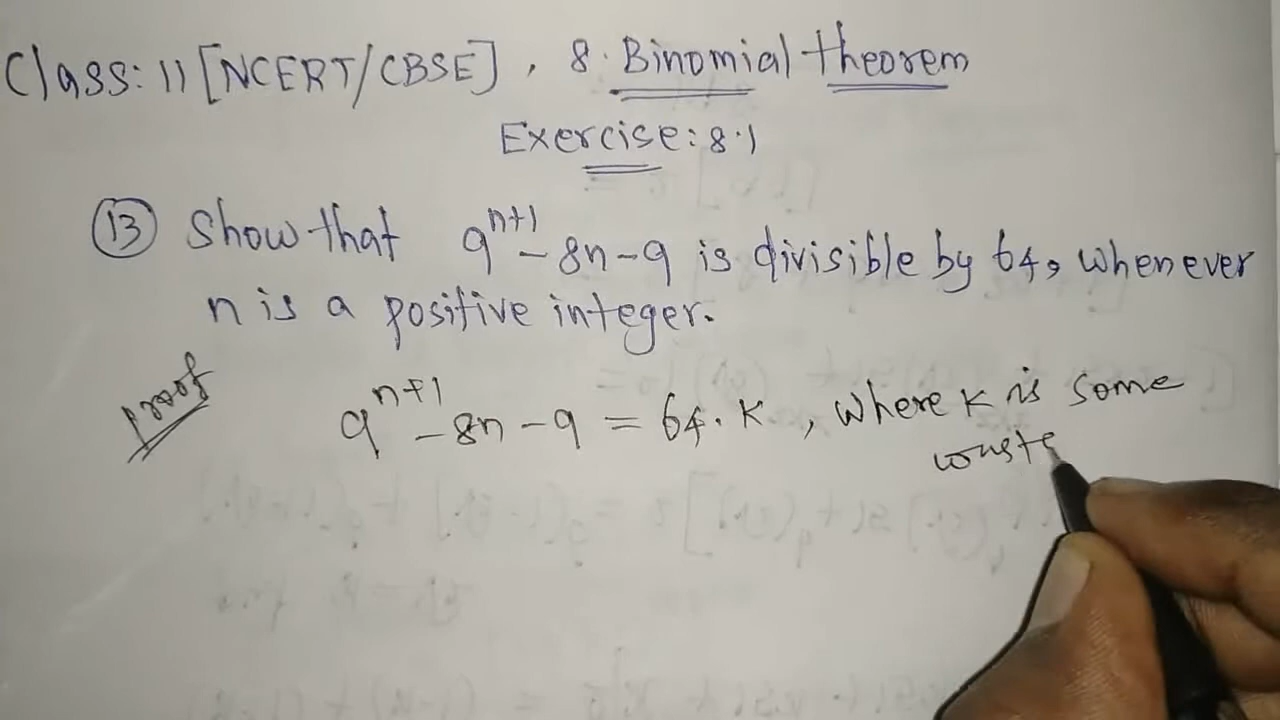 Class: 11 [NCERT/CBSE], 8. Binomial theorem
Exercise: 8.1
13 Show that 9^{n+1} - 8n - 9 is divisible by 64, whenever
n is a positive integer.
Proof
9^{n+1} - 8n - 9 = 64. K , where K is some
conste